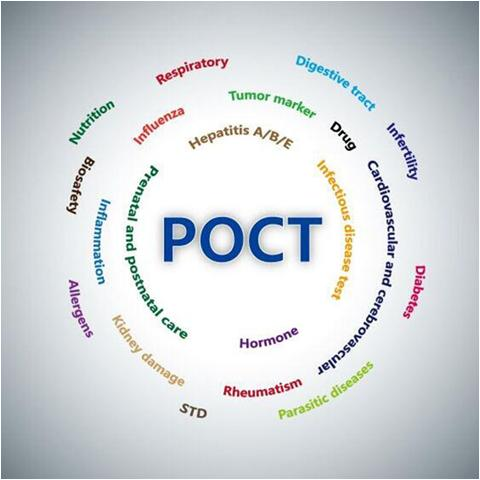 Respiratory
Digestive tract
Nutrition
Influenza
Tumor marker
Hepatitis A/B/E
Drug
Infertility
Biosafety
Inflammation
Prenatal and postnatal care
POCT
Infectious disease test
Cardiovascular and cerebrovascular
Diabetes
Allergens
Kidney damage
Hormone
STD
Rheumatism
Parasitic diseases